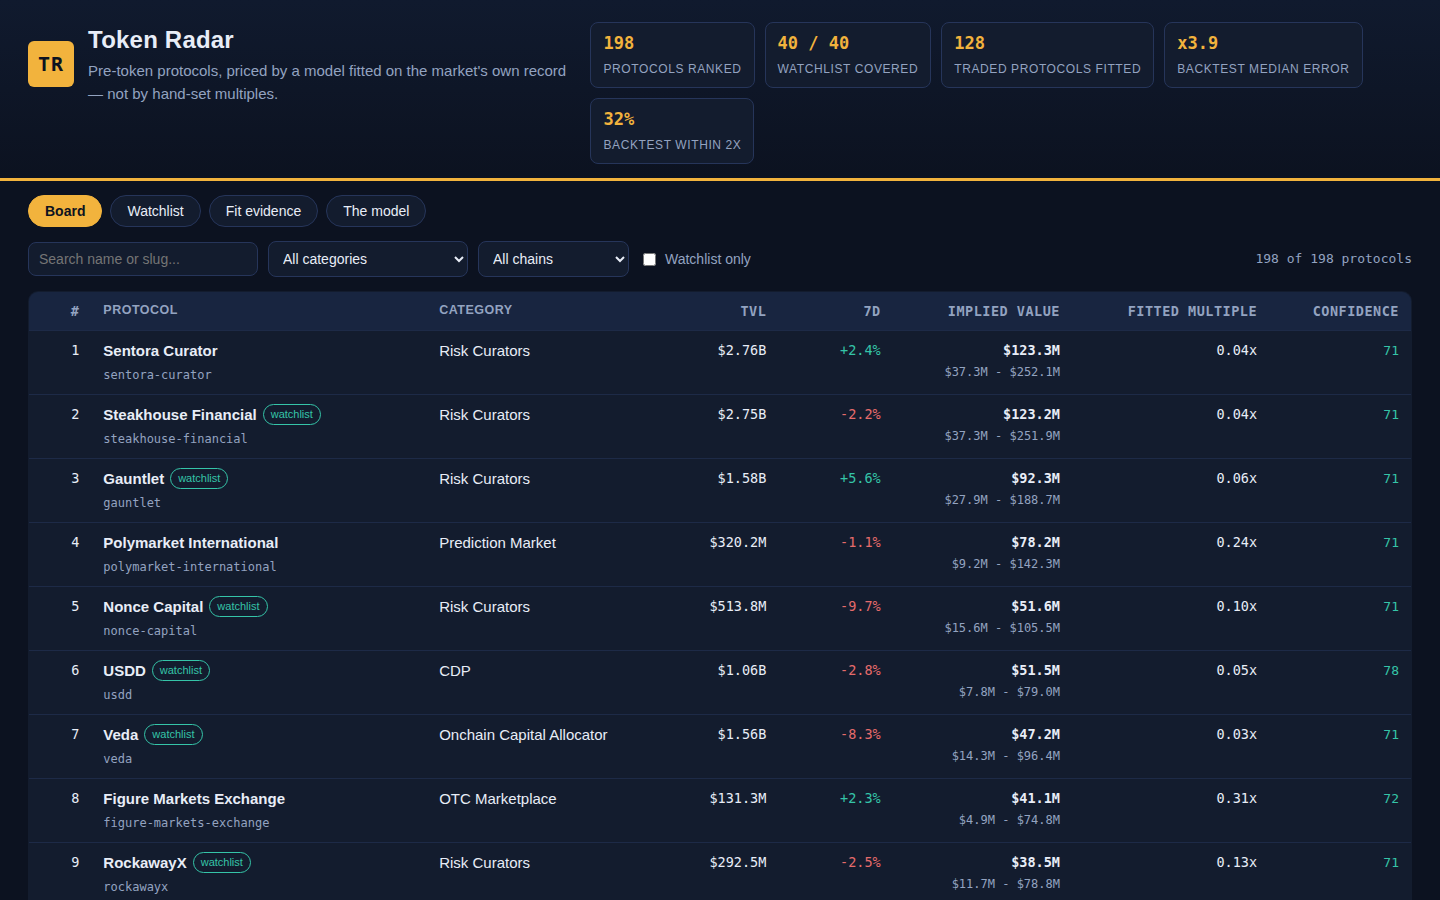 TR
Token Radar
Pre-token protocols, priced by a model fitted on the market's own record
— not by hand-set multiples.
198
PROTOCOLS RANKED
40 / 40
WATCHLIST COVERED
128
TRADED PROTOCOLS FITTED
x3.9
BACKTEST MEDIAN ERROR
32%
BACKTEST WITHIN 2X
Board Watchlist Fit evidence The model
Search name or slug... All categories All chains Watchlist only 198 of 198 protocols
# PROTOCOL CATEGORY TVL 7D IMPLIED VALUE FITTED MULTIPLE CONFIDENCE
1 Sentora Curator Risk Curators $2.76B +2.4% $123.3M 0.04x 71
sentora-curator $37.3M - $252.1M
2 Steakhouse Financial watchlist Risk Curators $2.75B -2.2% $123.2M 0.04x 71
steakhouse-financial $37.3M - $251.9M
3 Gauntlet watchlist Risk Curators $1.58B +5.6% $92.3M 0.06x 71
gauntlet $27.9M - $188.7M
4 Polymarket International Prediction Market $320.2M -1.1% $78.2M 0.24x 71
polymarket-international $9.2M - $142.3M
5 Nonce Capital watchlist Risk Curators $513.8M -9.7% $51.6M 0.10x 71
nonce-capital $15.6M - $105.5M
6 USDD watchlist CDP $1.06B -2.8% $51.5M 0.05x 78
usdd $7.8M - $79.0M
7 Veda watchlist Onchain Capital Allocator $1.56B -8.3% $47.2M 0.03x 71
veda $14.3M - $96.4M
8 Figure Markets Exchange OTC Marketplace $131.3M +2.3% $41.1M 0.31x 72
figure-markets-exchange $4.9M - $74.8M
9 RockawayX watchlist Risk Curators $292.5M -2.5% $38.5M 0.13x 71
rockawayx $11.7M - $78.8M